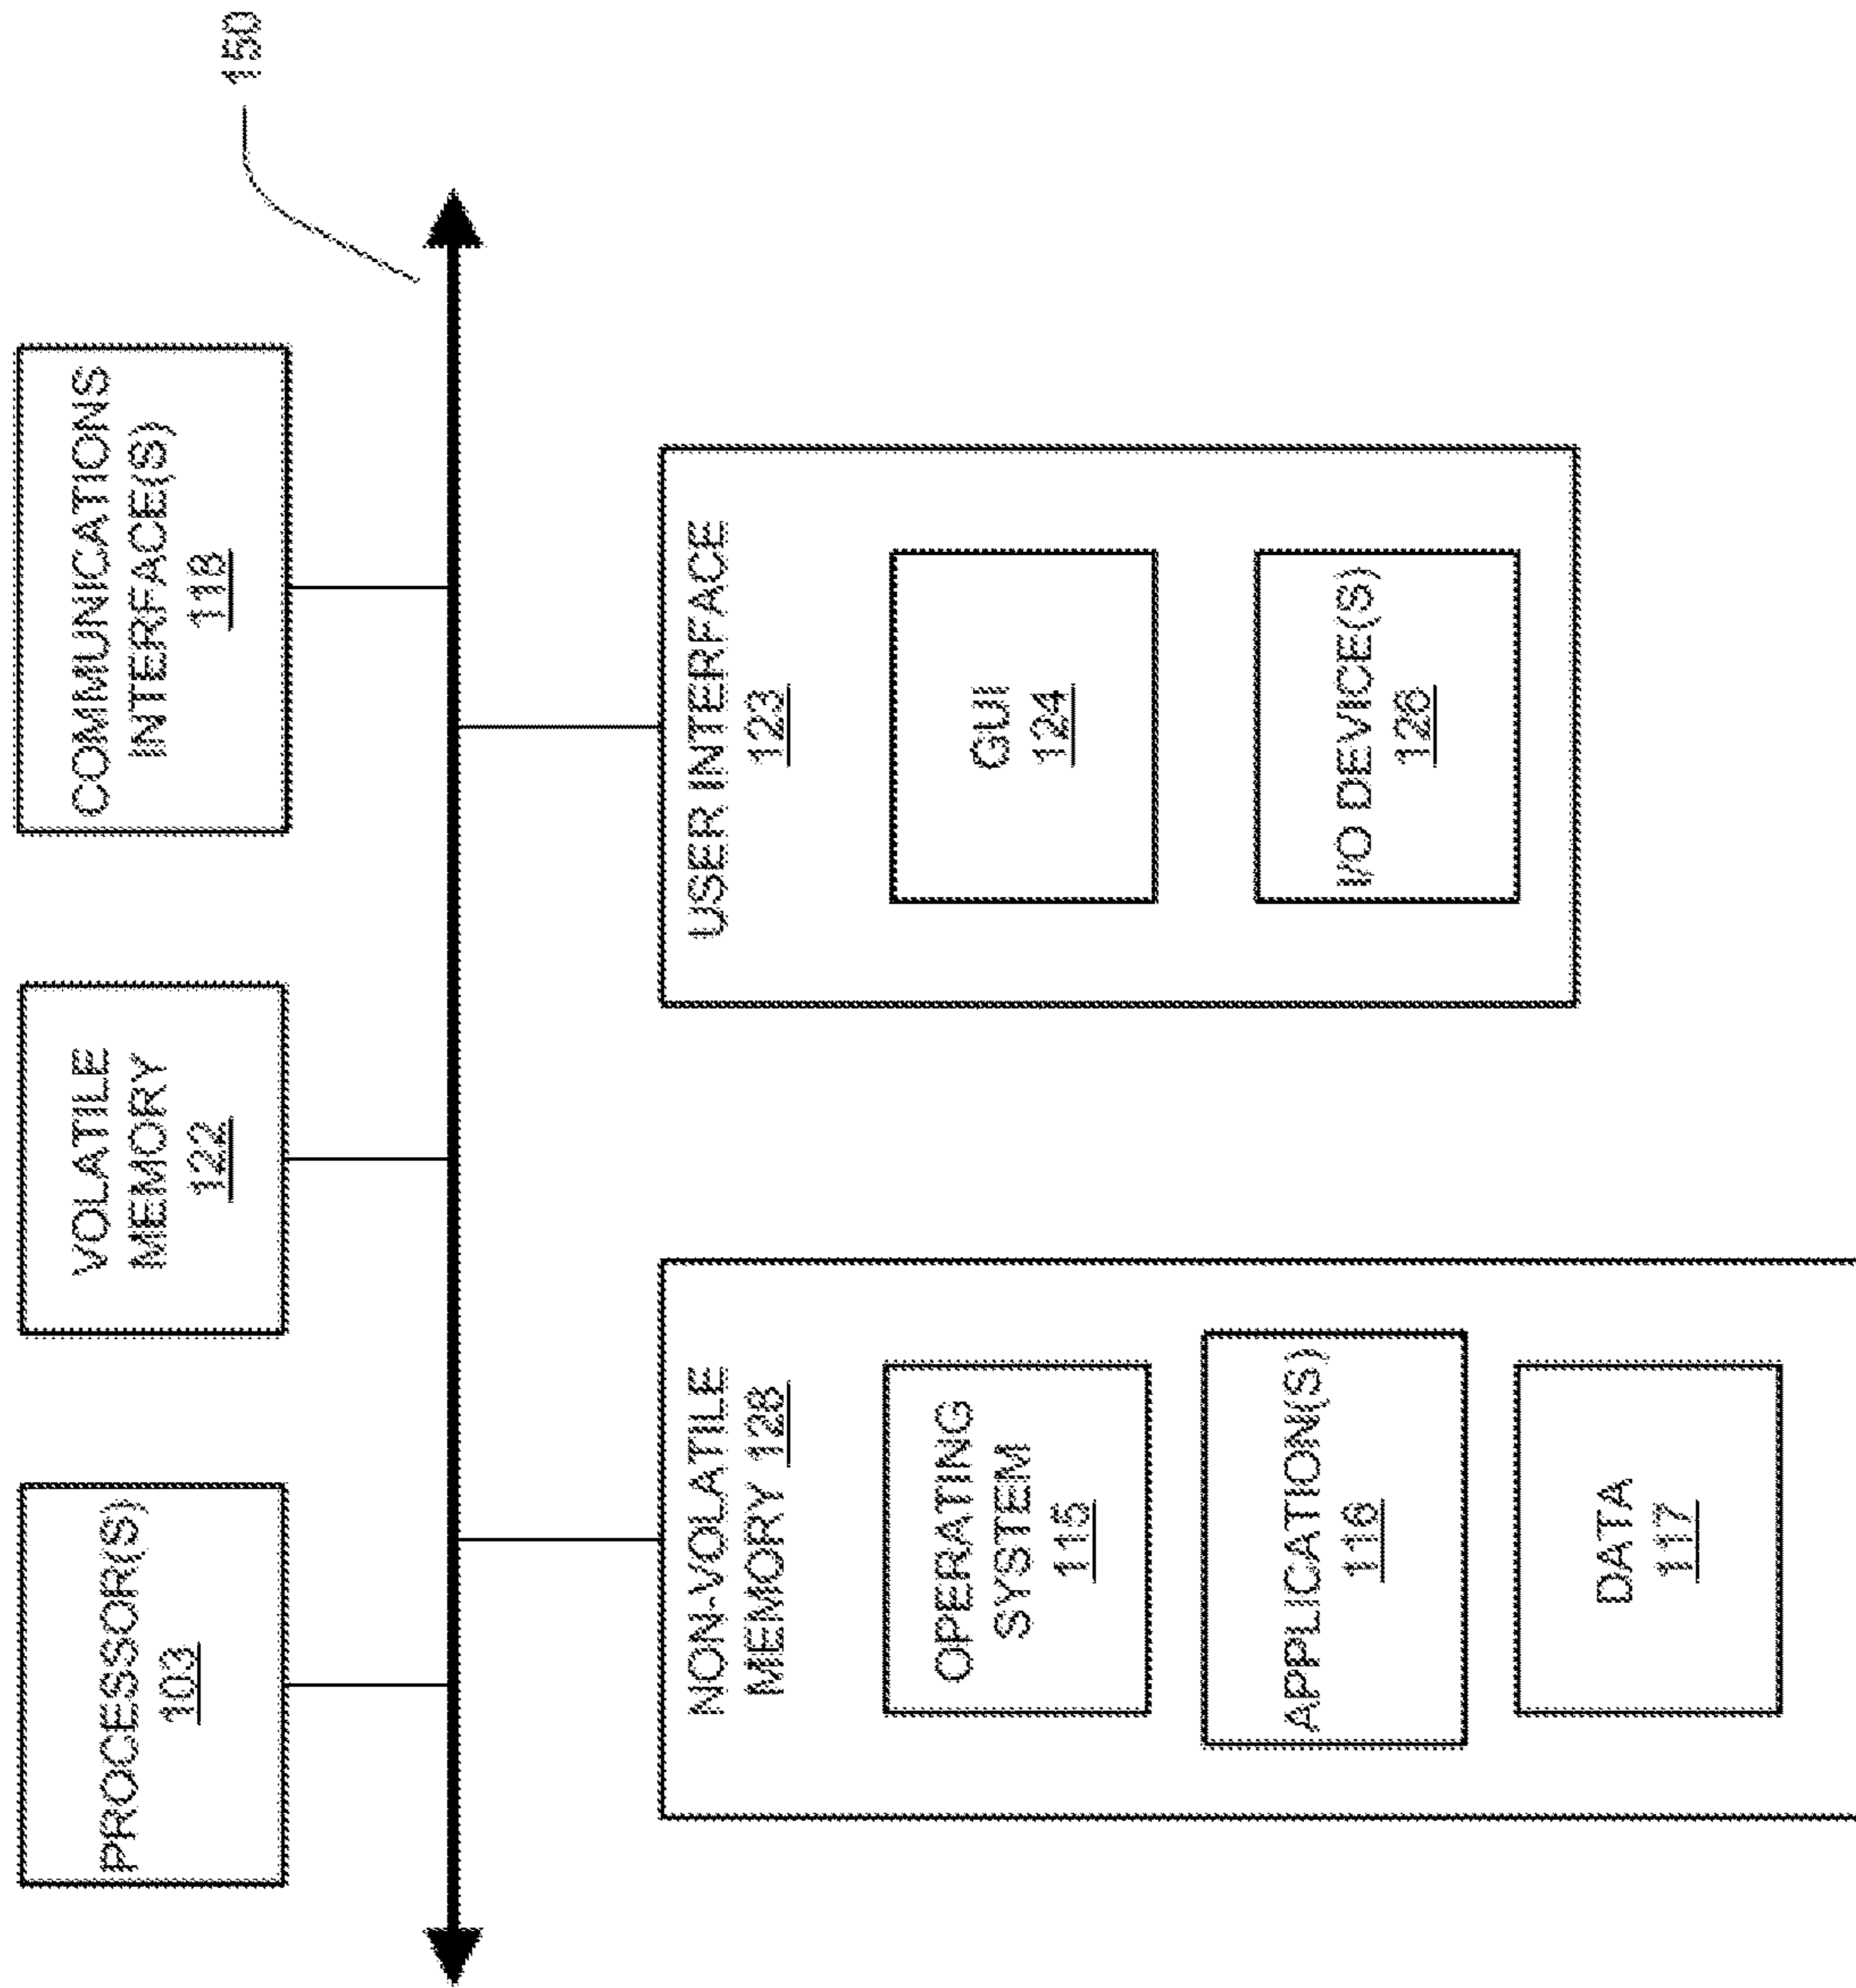 PROCESSOR(S)
103
VOLATILE
MEMORY
122
COMMUNICATIONS
INTERFACE(S)
118
150
NON-VOLATILE
MEMORY 128
OPERATING
SYSTEM
115
APPLICATION(S)
116
DATA
117
USER INTERFACE
123
GUI
124
I/O DEVICE(S)
126